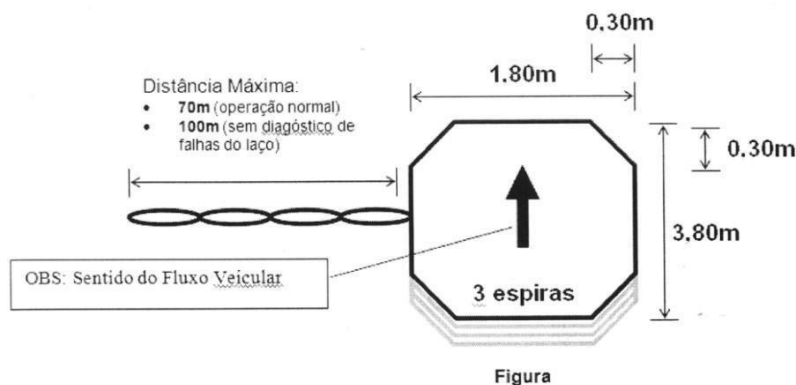 0.30m
1.80m
Distância Máxima:
• 70m (operação normal)
• 100m (sem diagóstico de
falhas do laço)
0.30m
3.80m
OBS: Sentido do Fluxo Veicular
3 espiras
Figura